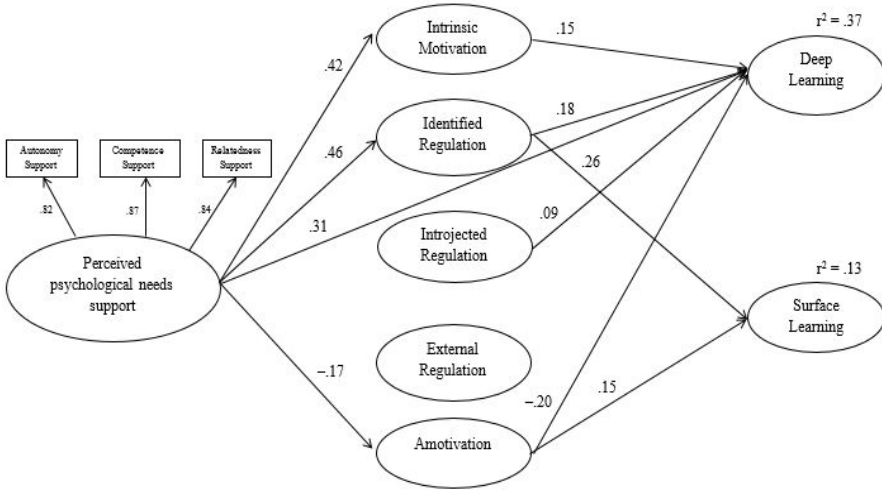 r² = .37
Intrinsic
Motivation
.15
Deep
Learning
.42
Identified
Regulation
.18
Autonomy
Support
Competence
Support
Relatedness
Support
.46
.26
.82
.87
.84
.31
Introjected
Regulation
.09
Perceived
psychological needs
support
r² = .13
Surface
Learning
External
Regulation
–.17
–.20
.15
Amotivation